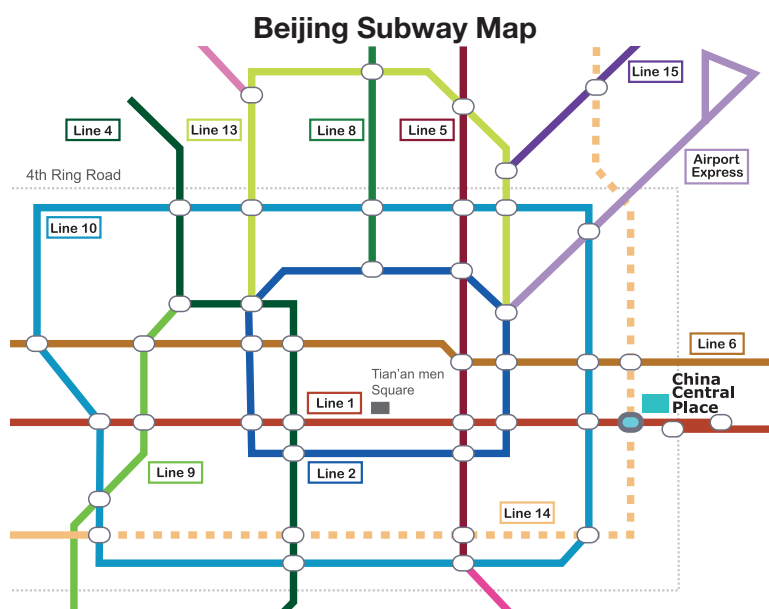 Beijing Subway Map
Line 15
Line 4
Line 13
Line 8
Line 5
Airport
Express
4th Ring Road
Line 10
Line 6
Tian'an men
Square
China
Central
Place
Line 1
Line 9
Line 2
Line 14